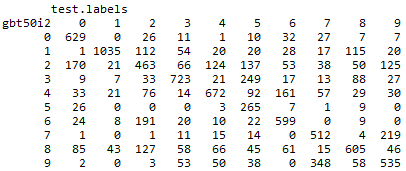 test.labels
gbt50i2 0 1 2 3 4 5 6 7 8 9
0 629 0 26 11 1 10 32 27 7 7
1 1 1035 112 54 20 20 28 17 115 20
2 170 21 463 66 124 137 53 38 50 125
3 9 7 33 723 21 249 17 13 88 27
4 33 21 76 14 672 92 161 57 29 30
5 26 0 0 0 3 265 7 1 9 0
6 24 8 191 20 10 22 599 0 9 0
7 1 0 1 11 15 14 0 512 4 219
8 85 43 127 58 66 45 61 15 605 46
9 2 0 3 53 50 38 0 348 58 535